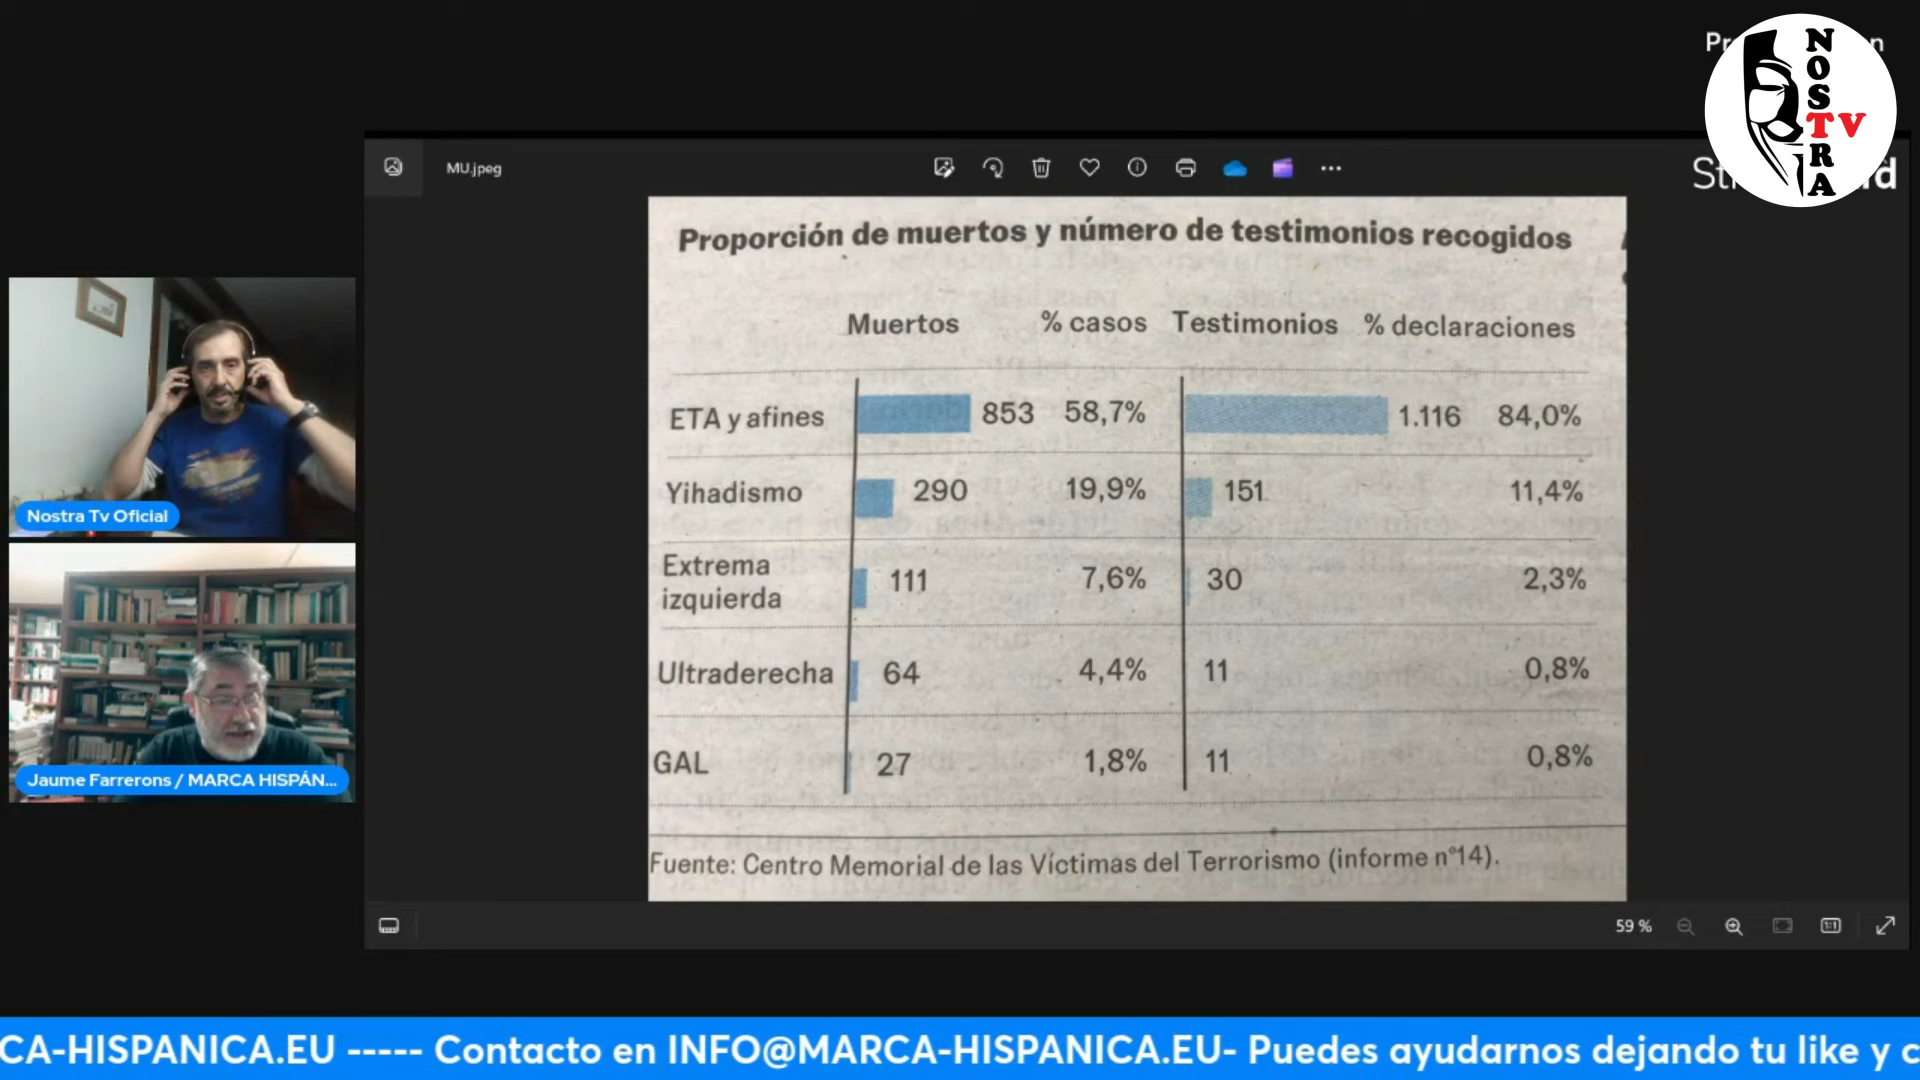 NOSTRA
TV
MU.jpeg
Proporción de muertos y número de testimonios recogidos
Muertos % casos Testimonios % declaraciones
ETA y afines 853 58,7% 1.116 84,0%
Yihadismo 290 19,9% 151 11,4%
Extrema
izquierda 111 7,6% 30 2,3%
Ultraderecha 64 4,4% 11 0,8%
GAL 27 1,8% 11 0,8%
Fuente: Centro Memorial de las Víctimas del Terrorismo (informe nº14).
Nostra Tv Oficial
Jaume Farrerons / MARCA HISPÁN...
59 %
1:1
CA-HISPANICA.EU ----- Contacto en INFO@MARCA-HISPANICA.EU- Puedes ayudarnos dejando tu like y c